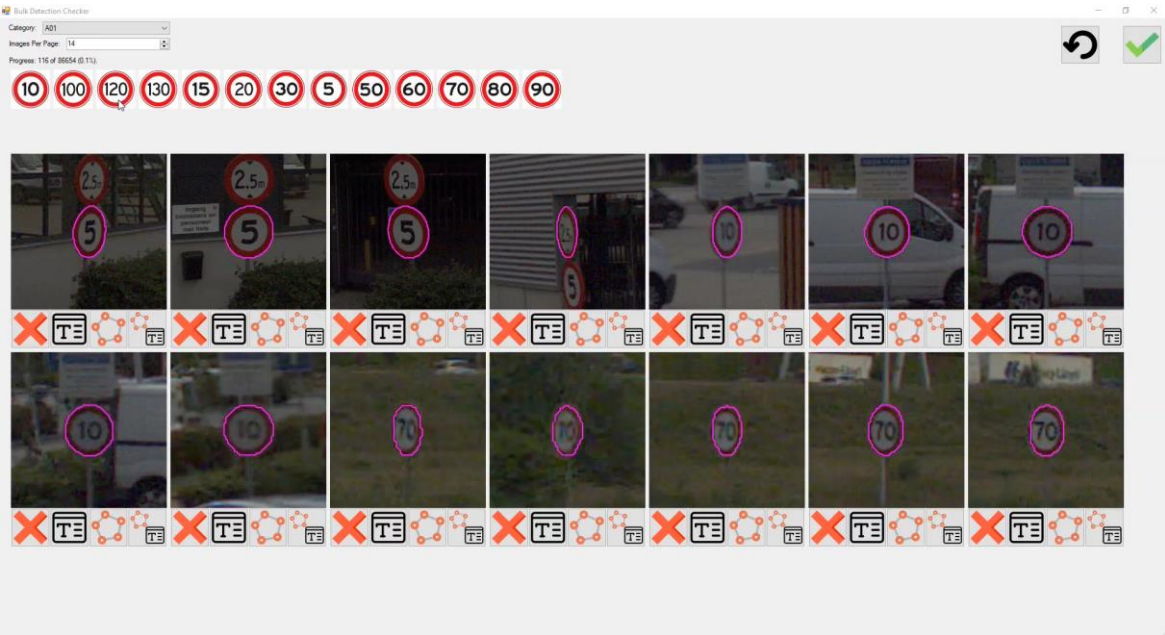 Bulk Detection Checker
Category: A01
Images Per Page: 14
Progress: 116 of 86654 (0.1%)
10 100 120 130 15 20 30 5 50 60 70 80 90
2.5m 2.5m 2.5m
5 5 5 2.5 10 10 10
5
T T T T T T T
10 10 70 70 70 70 70
T T T T T T T